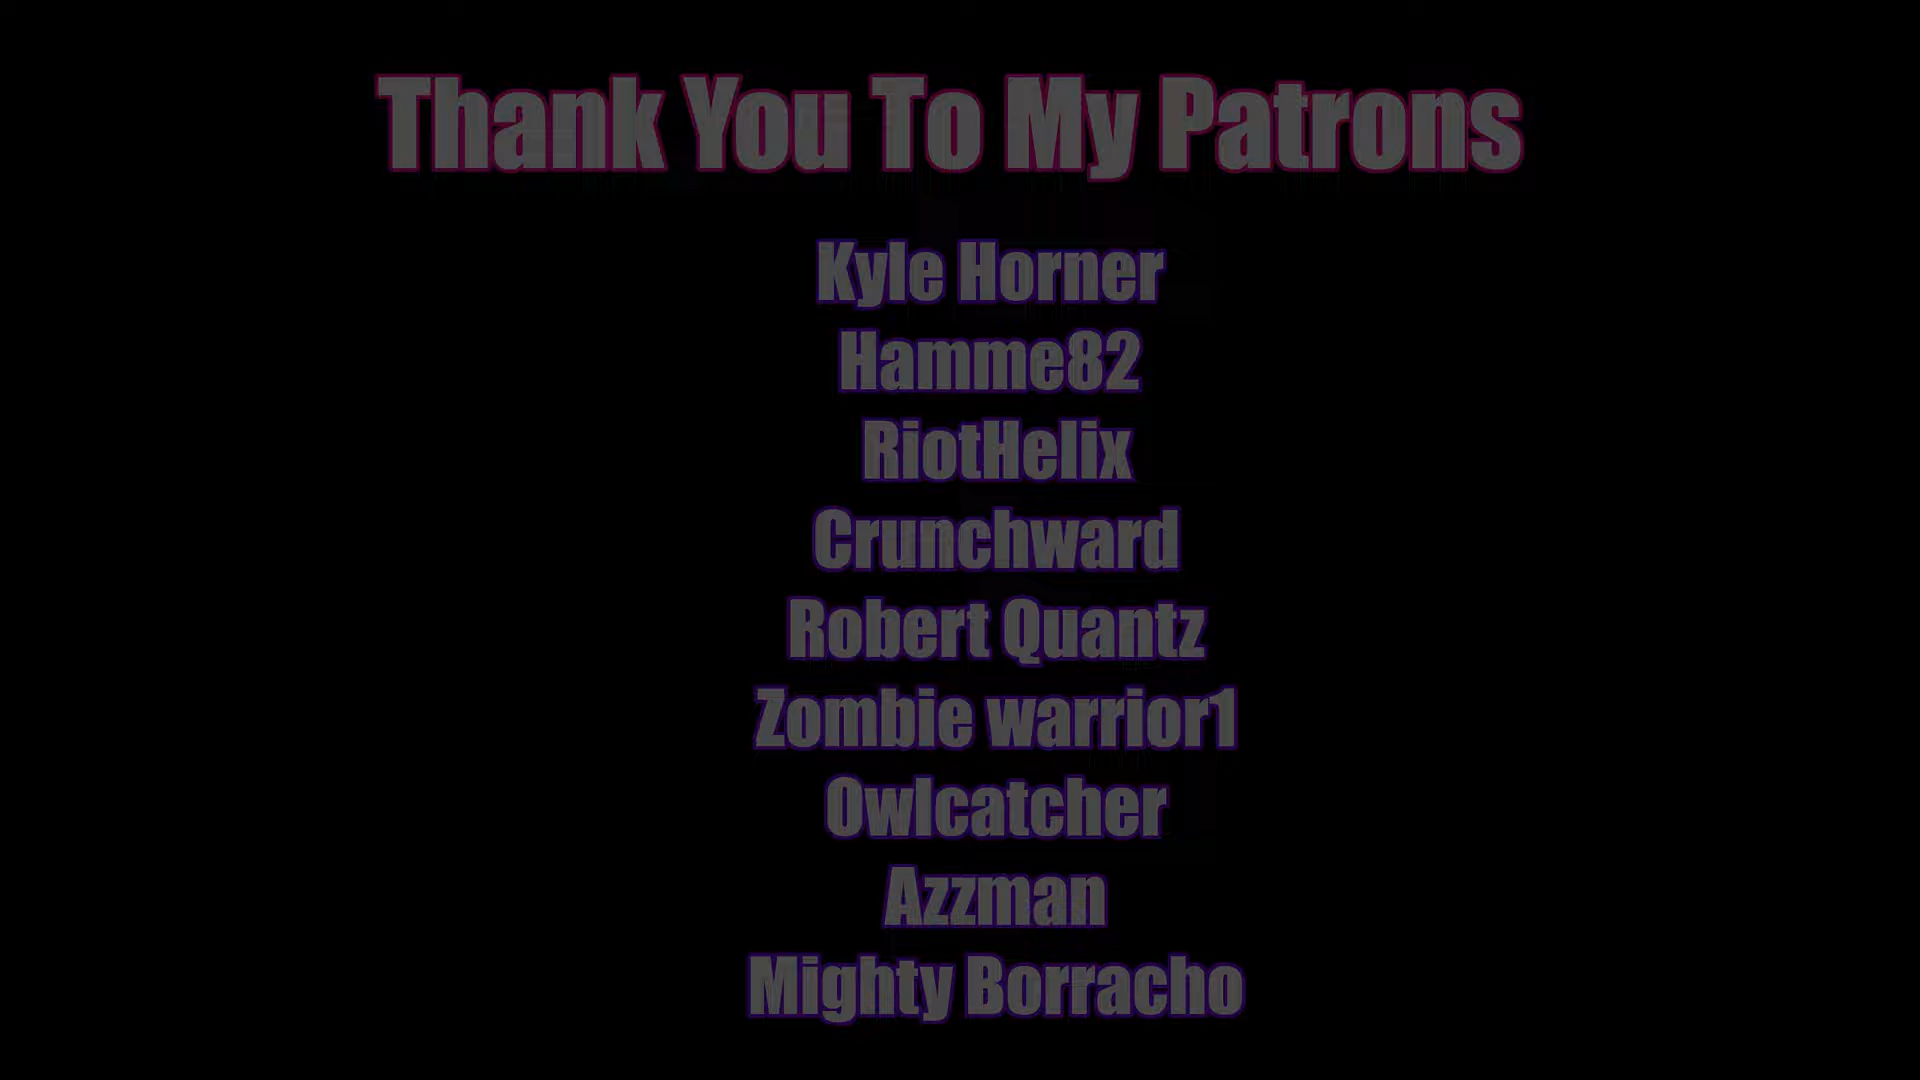 Thank You To My Patrons
Kyle Horner
Hamme82
RiotHelix
Crunchward
Robert Quantz
Zombie warrior1
Owlcatcher
Azzman
Mighty Borracho